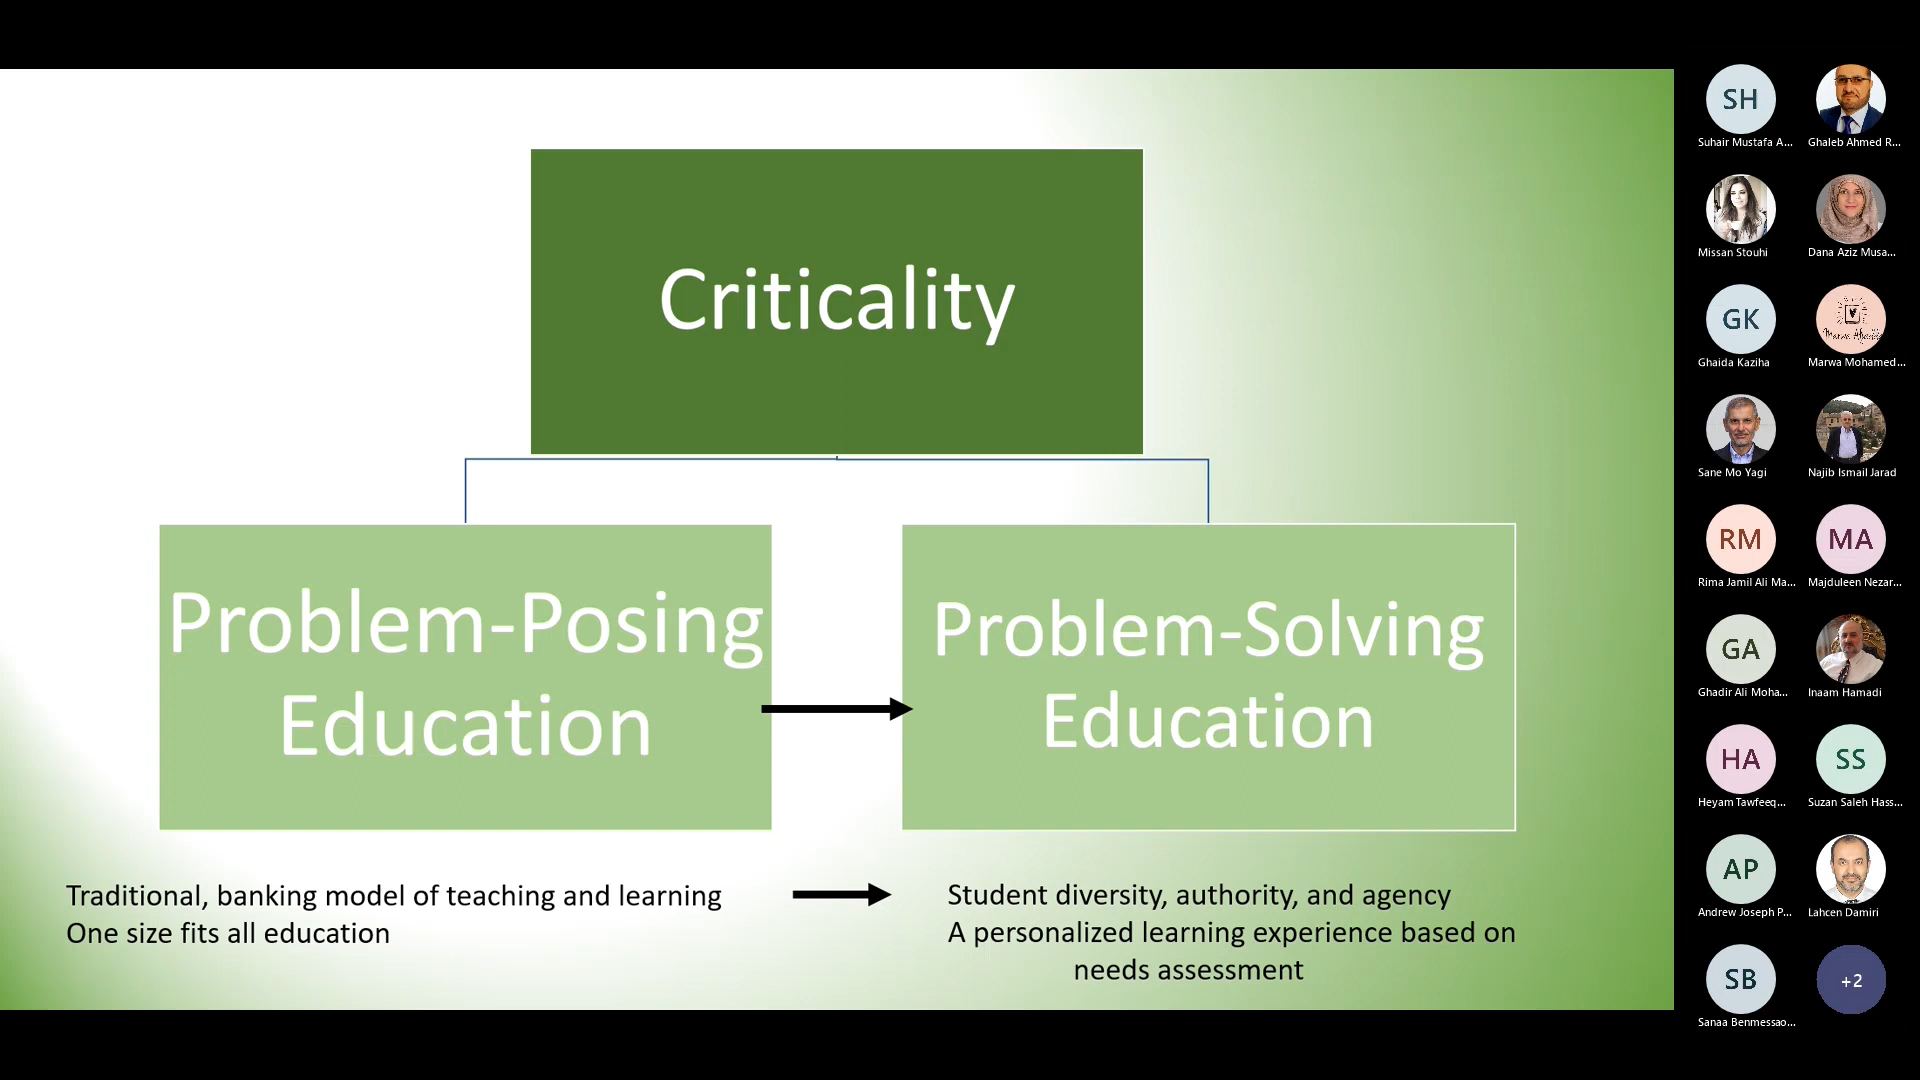 Criticality
Problem-Posing
Education
Problem-Solving
Education
Traditional, banking model of teaching and learning
One size fits all education
Student diversity, authority, and agency
A personalized learning experience based on
needs assessment
SH
Suhair Mustafa A...
Ghaleb Ahmed R...
Missan Stouhi
Dana Aziz Musa...
GK
Ghaida Kaziha
Marwa Mohamed...
Sane Mo Yagi
Najib Ismail Jarad
RM
Rima Jamil Ali Ma...
MA
Majduleen Nezar...
GA
Ghadir Ali Moha...
Inaam Hamadi
HA
Heyam Tawfeeq...
SS
Suzan Saleh Hass...
AP
Andrew Joseph P...
Lahcen Damiri
SB
Sanaa Benmessao...
+2